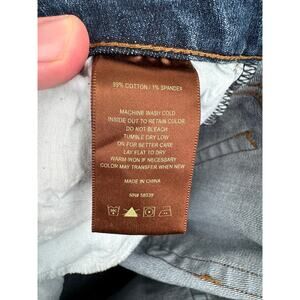 99% COTTON / 1% SPANDEX
MACHINE WASH COLD
INSIDE OUT TO RETAIN COLOR
DO NOT BLEACH
TUMBLE DRY LOW
OR FOR BETTER CARE
LAY FLAT TO DRY
WARM IRON IF NECESSARY
COLOR MAY TRANSFER WHEN NEW
MADE IN CHINA
RN# 58539